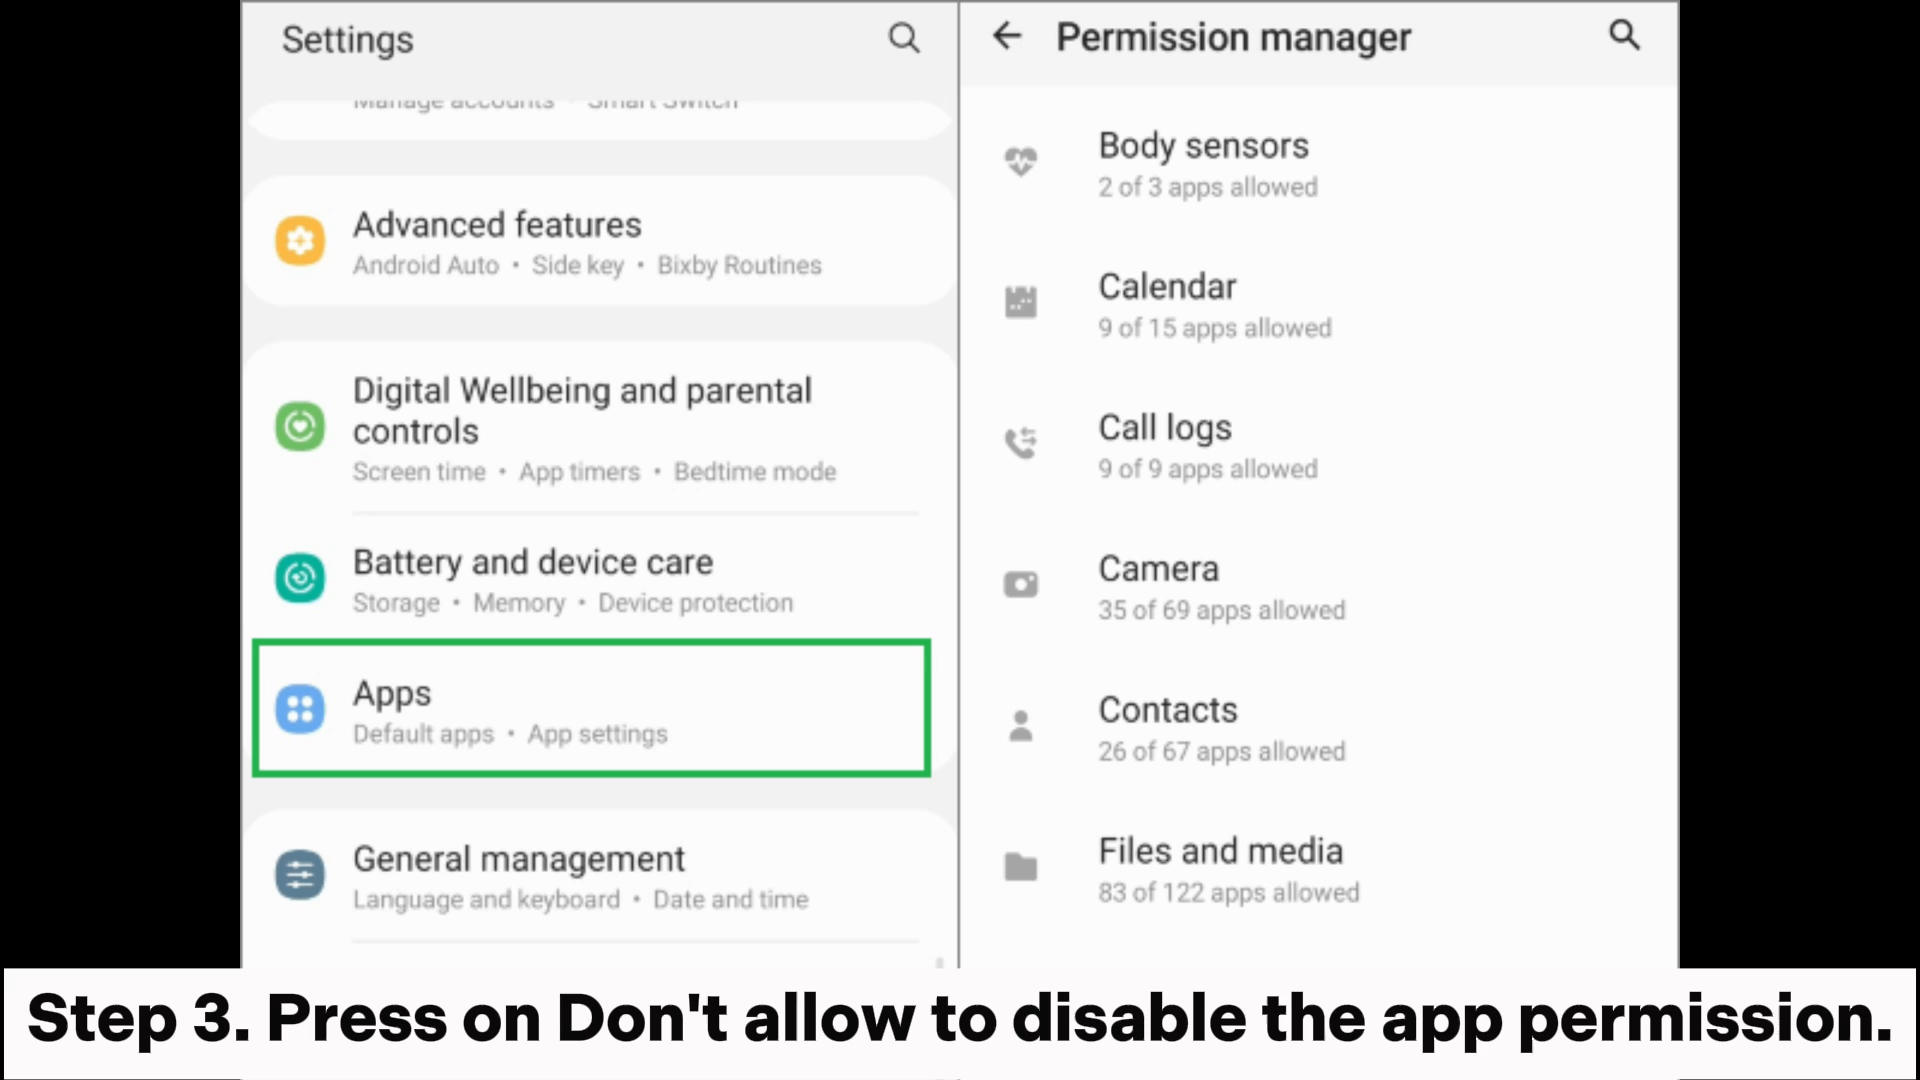 Settings
Manage accounts • Smart Switch
Advanced features
Android Auto • Side key • Bixby Routines
Digital Wellbeing and parental
controls
Screen time • App timers • Bedtime mode
Battery and device care
Storage • Memory • Device protection
Apps
Default apps • App settings
General management
Language and keyboard • Date and time
Permission manager
Body sensors
2 of 3 apps allowed
Calendar
9 of 15 apps allowed
Call logs
9 of 9 apps allowed
Camera
35 of 69 apps allowed
Contacts
26 of 67 apps allowed
Files and media
83 of 122 apps allowed
Step 3. Press on Don't allow to disable the app permission.